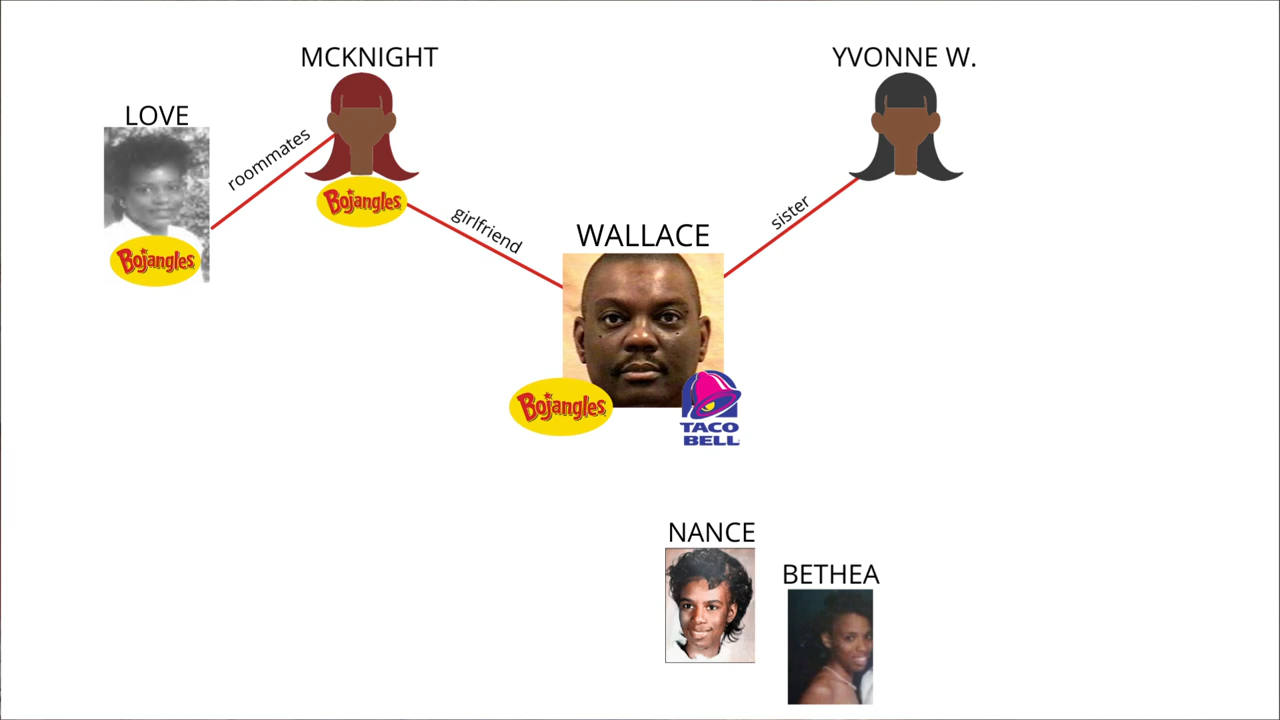 MCKNIGHT
YVONNE W.
LOVE
roommates
Bojangles
girlfriend
sister
WALLACE
Bojangles
Bojangles
TACO
BELL
NANCE
BETHEA